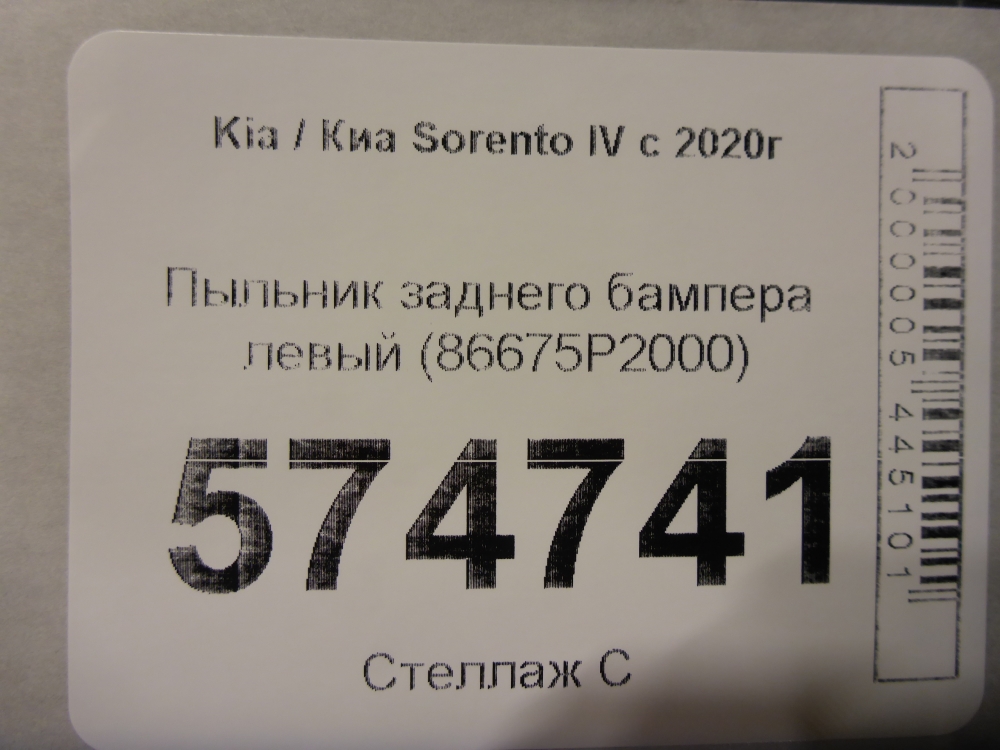 Kia / Киа Sorento IV с 2020г
Пыльник заднего бампера
левый (86675P2000)
574741
Стеллаж С
2000005445101